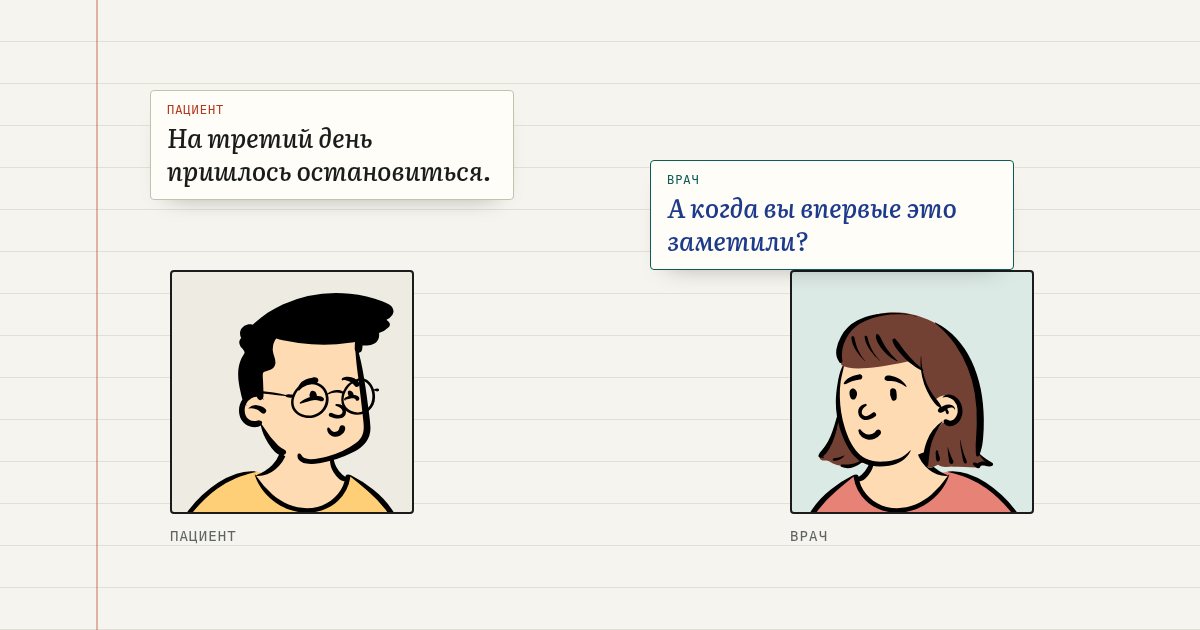 ПАЦИЕНТ
На третий день
пришлось остановиться.
ВРАЧ
А когда вы впервые это
заметили?
ПАЦИЕНТ
ВРАЧ